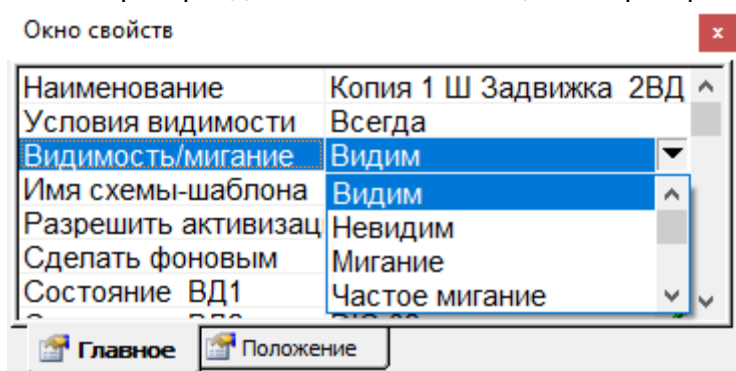 Окно свойств
x
Наименование Копия 1 Ш Задвижка 2ВД
Условия видимости Всегда
Видимость/мигание Видим
Имя схемы-шаблона Видим
Разрешить активизац Невидим
Сделать фоновым Мигание
Состояние ВД1 Частое мигание
Главное Положение